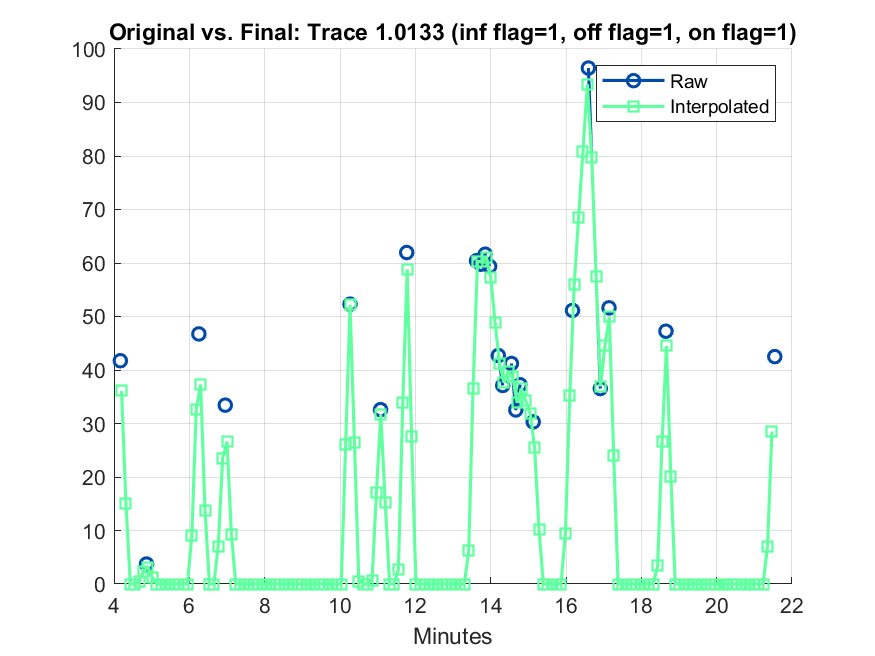 Original vs. Final: Trace 1.0133 (inf flag=1, off flag=1, on flag=1)
100
90
80
70
60
50
40
30
20
10
0
Raw
Interpolated
4 6 8 10 12 14 16 18 20 22
Minutes